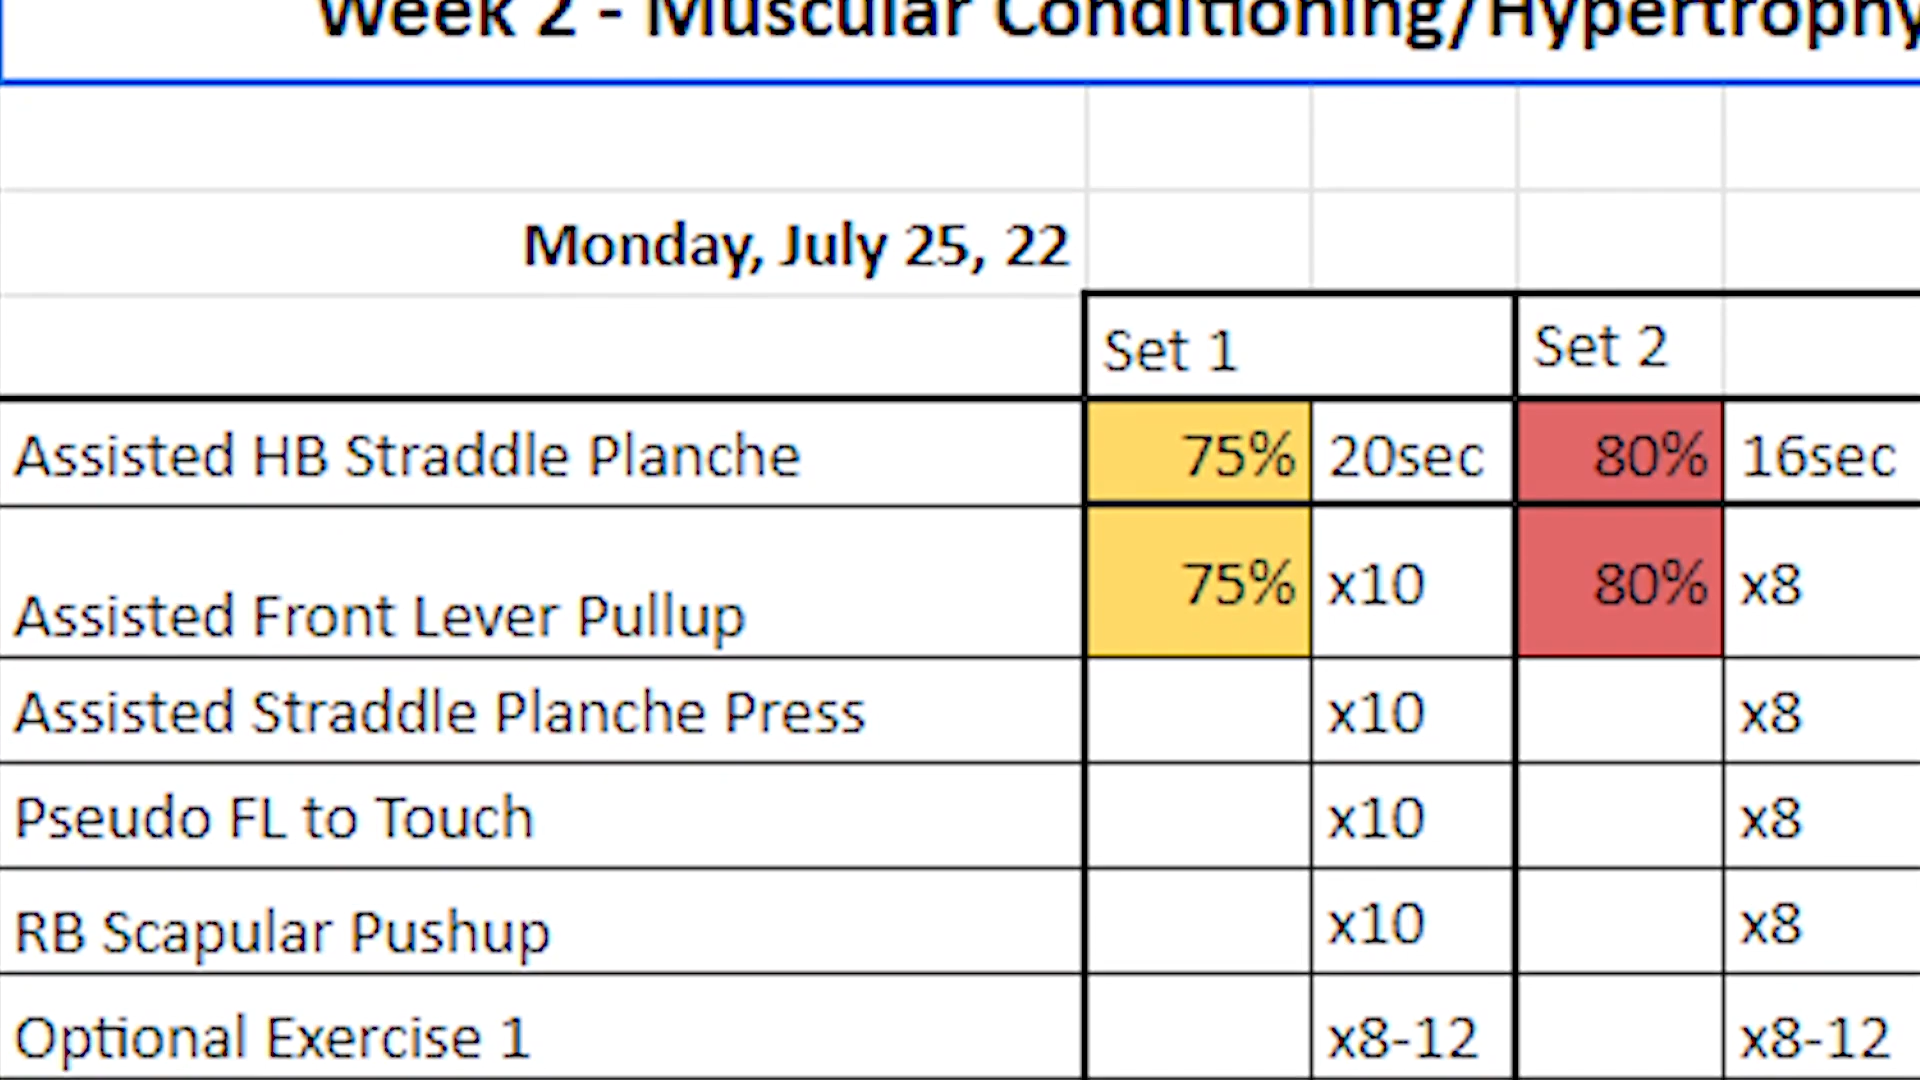 Week 2 - Muscular Conditioning/Hypertrophy
Monday, July 25, 22
Set 1 Set 2
Assisted HB Straddle Planche 75% 20sec 80% 16sec
Assisted Front Lever Pullup 75% x10 80% x8
Assisted Straddle Planche Press x10 x8
Pseudo FL to Touch x10 x8
RB Scapular Pushup x10 x8
Optional Exercise 1 x8-12 x8-12